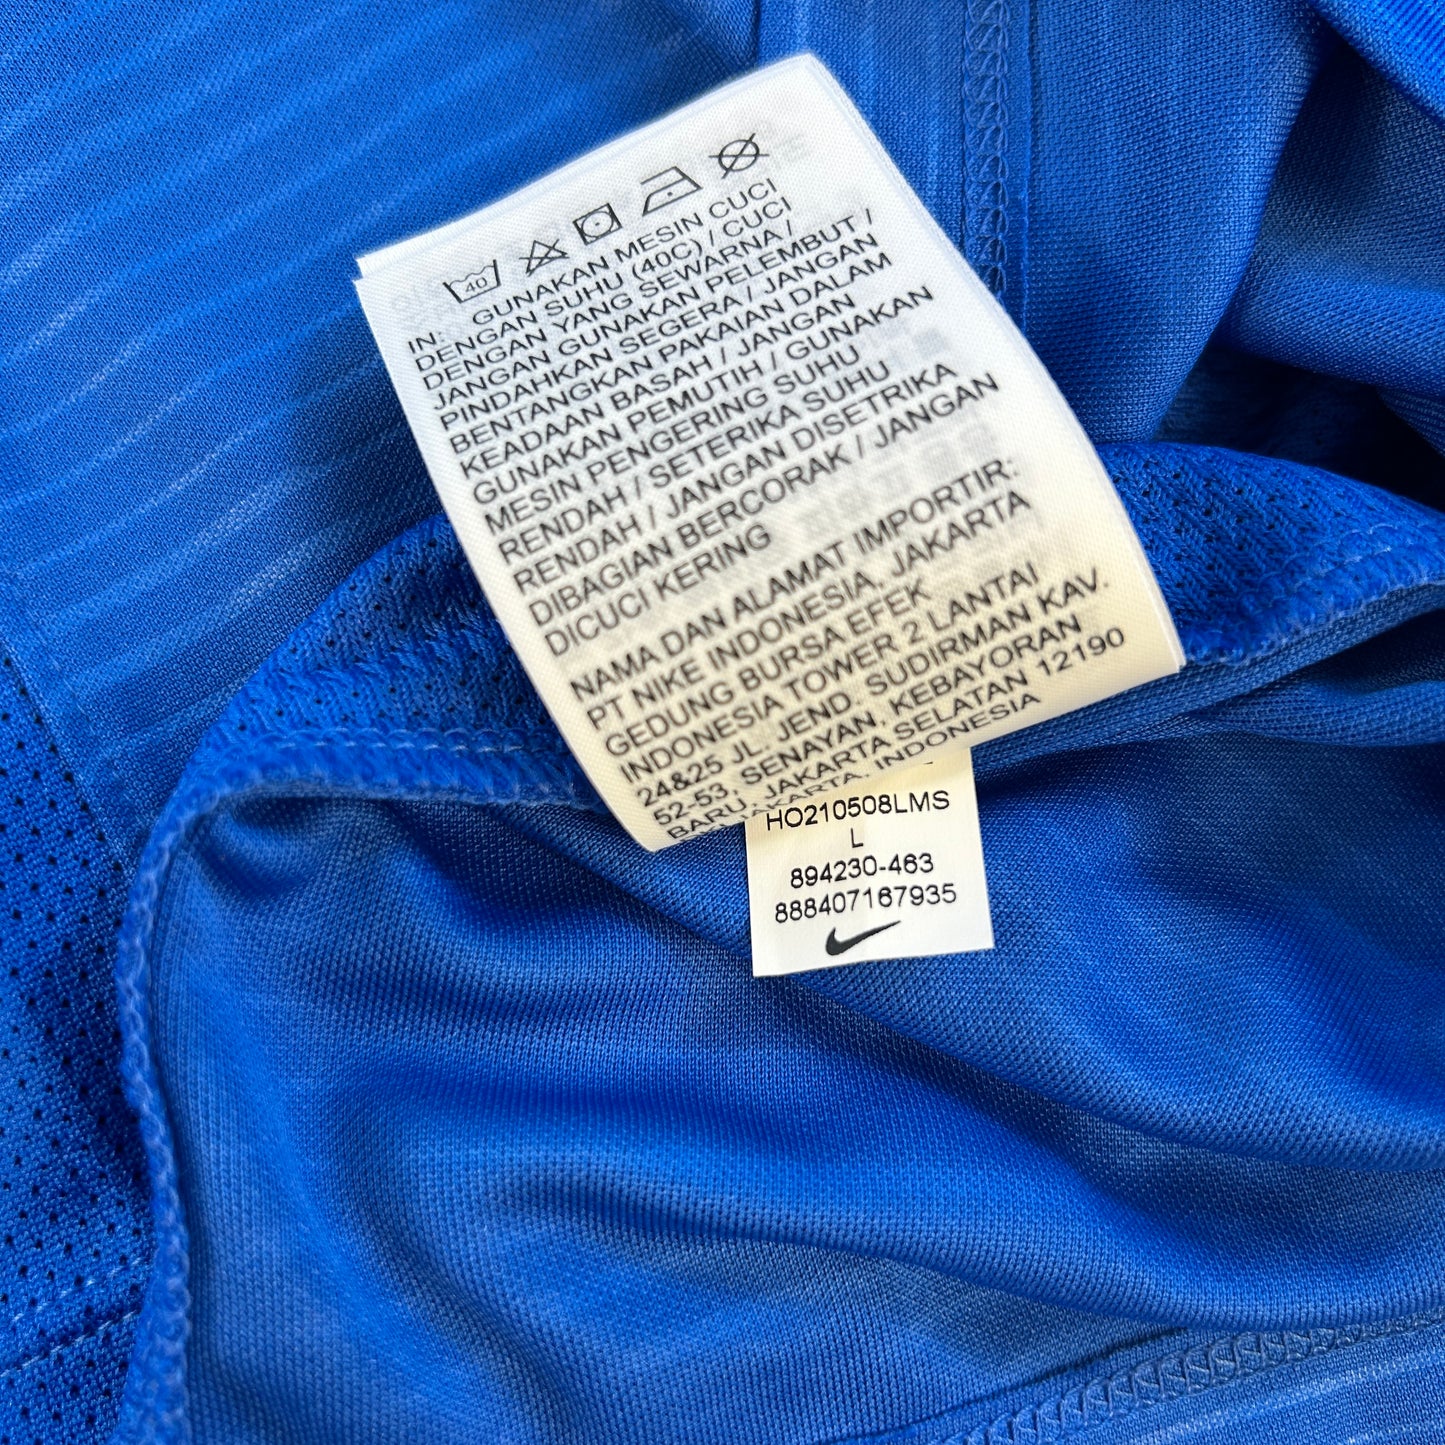 40
IN: GUNAKAN MESIN CUCI
DENGAN SUHU (40C) / CUCI
DENGAN YANG SEWARNA /
JANGAN GUNAKAN PELEMBUT /
PINDAHKAN SEGERA / JANGAN
BENTANGKAN PAKAIAN DALAM
KEADAAN BASAH / JANGAN
GUNAKAN PEMUTIH / GUNAKAN
MESIN PENGERING SUHU
RENDAH / SETERIKA SUHU
RENDAH / JANGAN DISETRIKA
DIBAGIAN BERCORAK / JANGAN
DICUCI KERING
NAMA DAN ALAMAT IMPORTIR:
PT NIKE INDONESIA, JAKARTA
GEDUNG BURSA EFEK
INDONESIA TOWER 2 LANTAI
24&25 JL. JEND. SUDIRMAN KAV.
52-53, SENAYAN, KEBAYORAN
BARU, JAKARTA SELATAN 12190
JAKARTA, INDONESIA
HO210508LMS
L
894230-463
888407167935